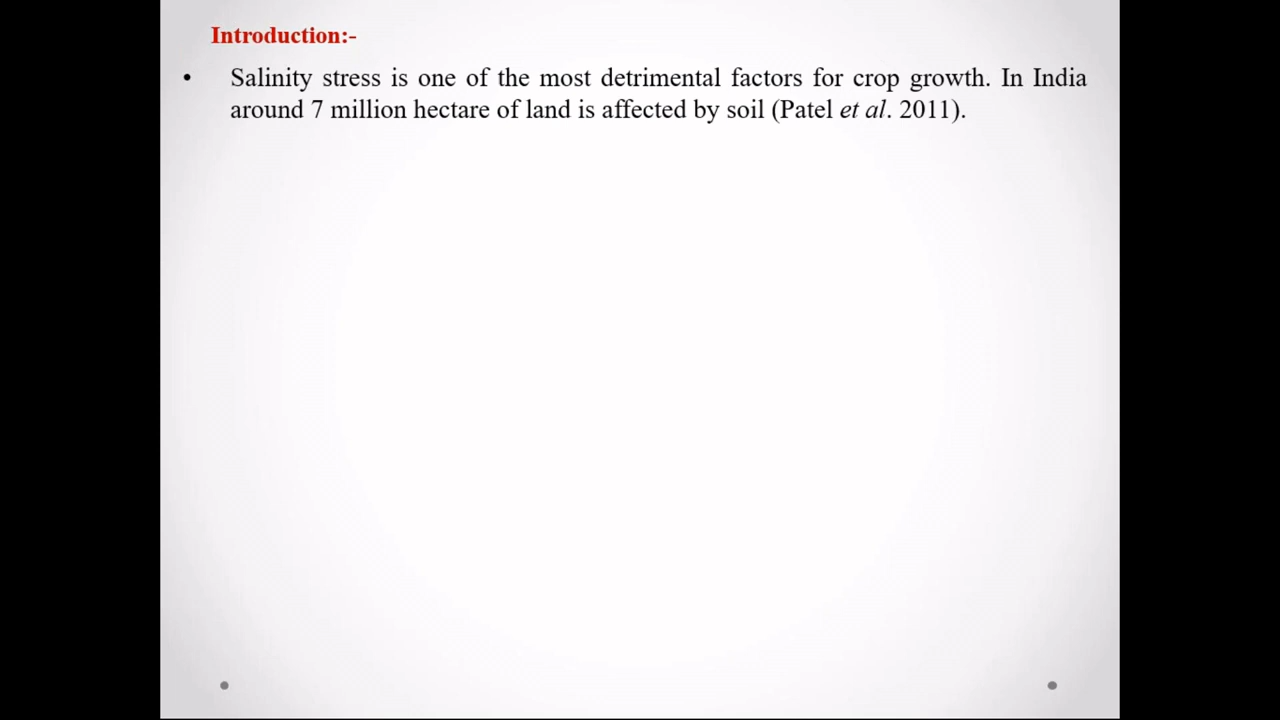 Introduction:-
• Salinity stress is one of the most detrimental factors for crop growth. In India
around 7 million hectare of land is affected by soil (Patel et al. 2011).